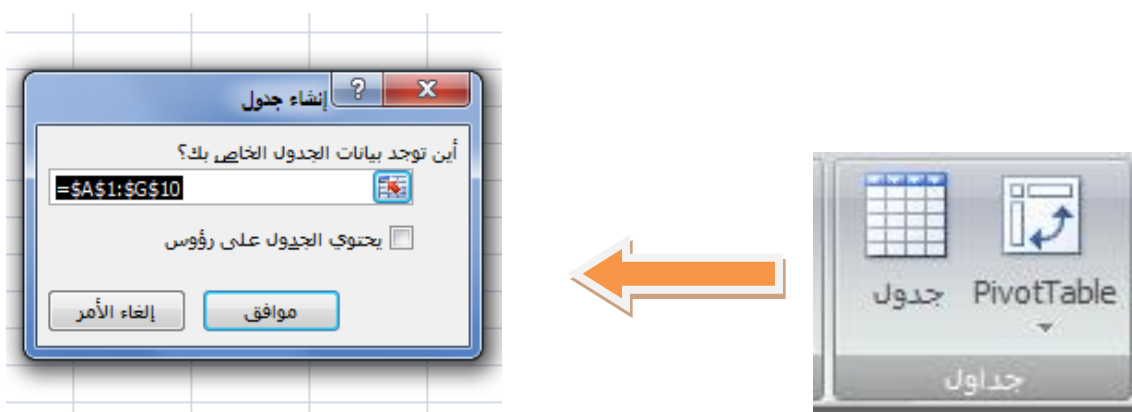 إنشاء جدول
أين توجد بيانات الجدول الخاص بك؟
=$A$1:$G$10
يحتوي الجدول على رؤوس
موافق
إلغاء الأمر
PivotTable
جدول
جداول